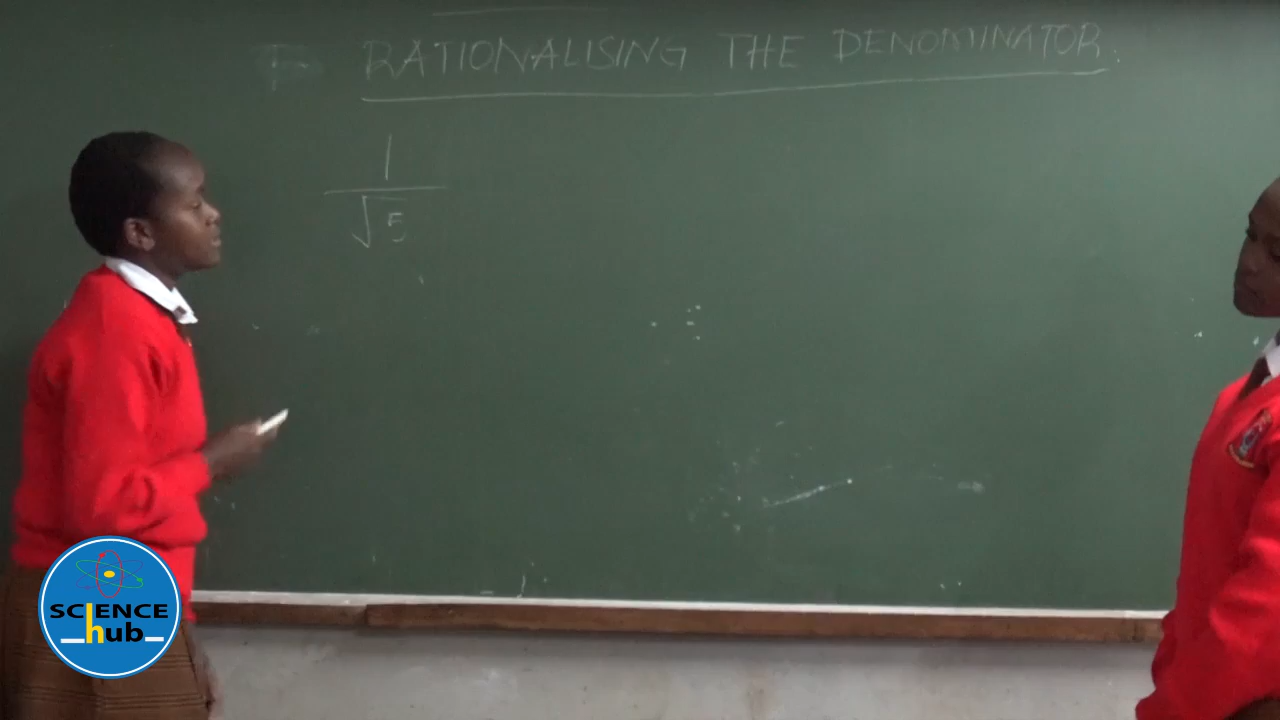 RATIONALISING THE DENOMINATOR.
1
√5
SCIENCE
hub